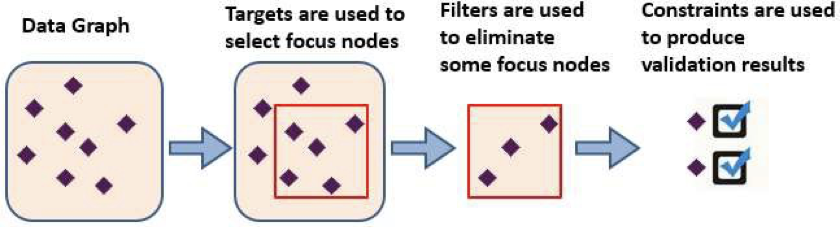 Data Graph
Targets are used to
select focus nodes
Filters are used
to eliminate
some focus nodes
Constraints are used
to produce
validation results